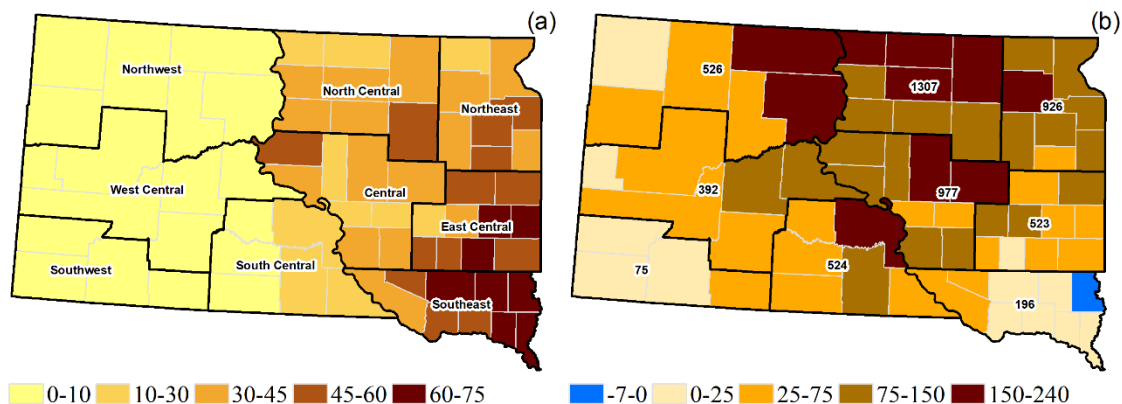 (a)
Northwest
North Central
Northeast
West Central
Central
East Central
Southwest
South Central
Southeast
0-10 10-30 30-45 45-60 60-75
(b)
526
1307
926
392
977
523
75
524
196
-7-0 0-25 25-75 75-150 150-240